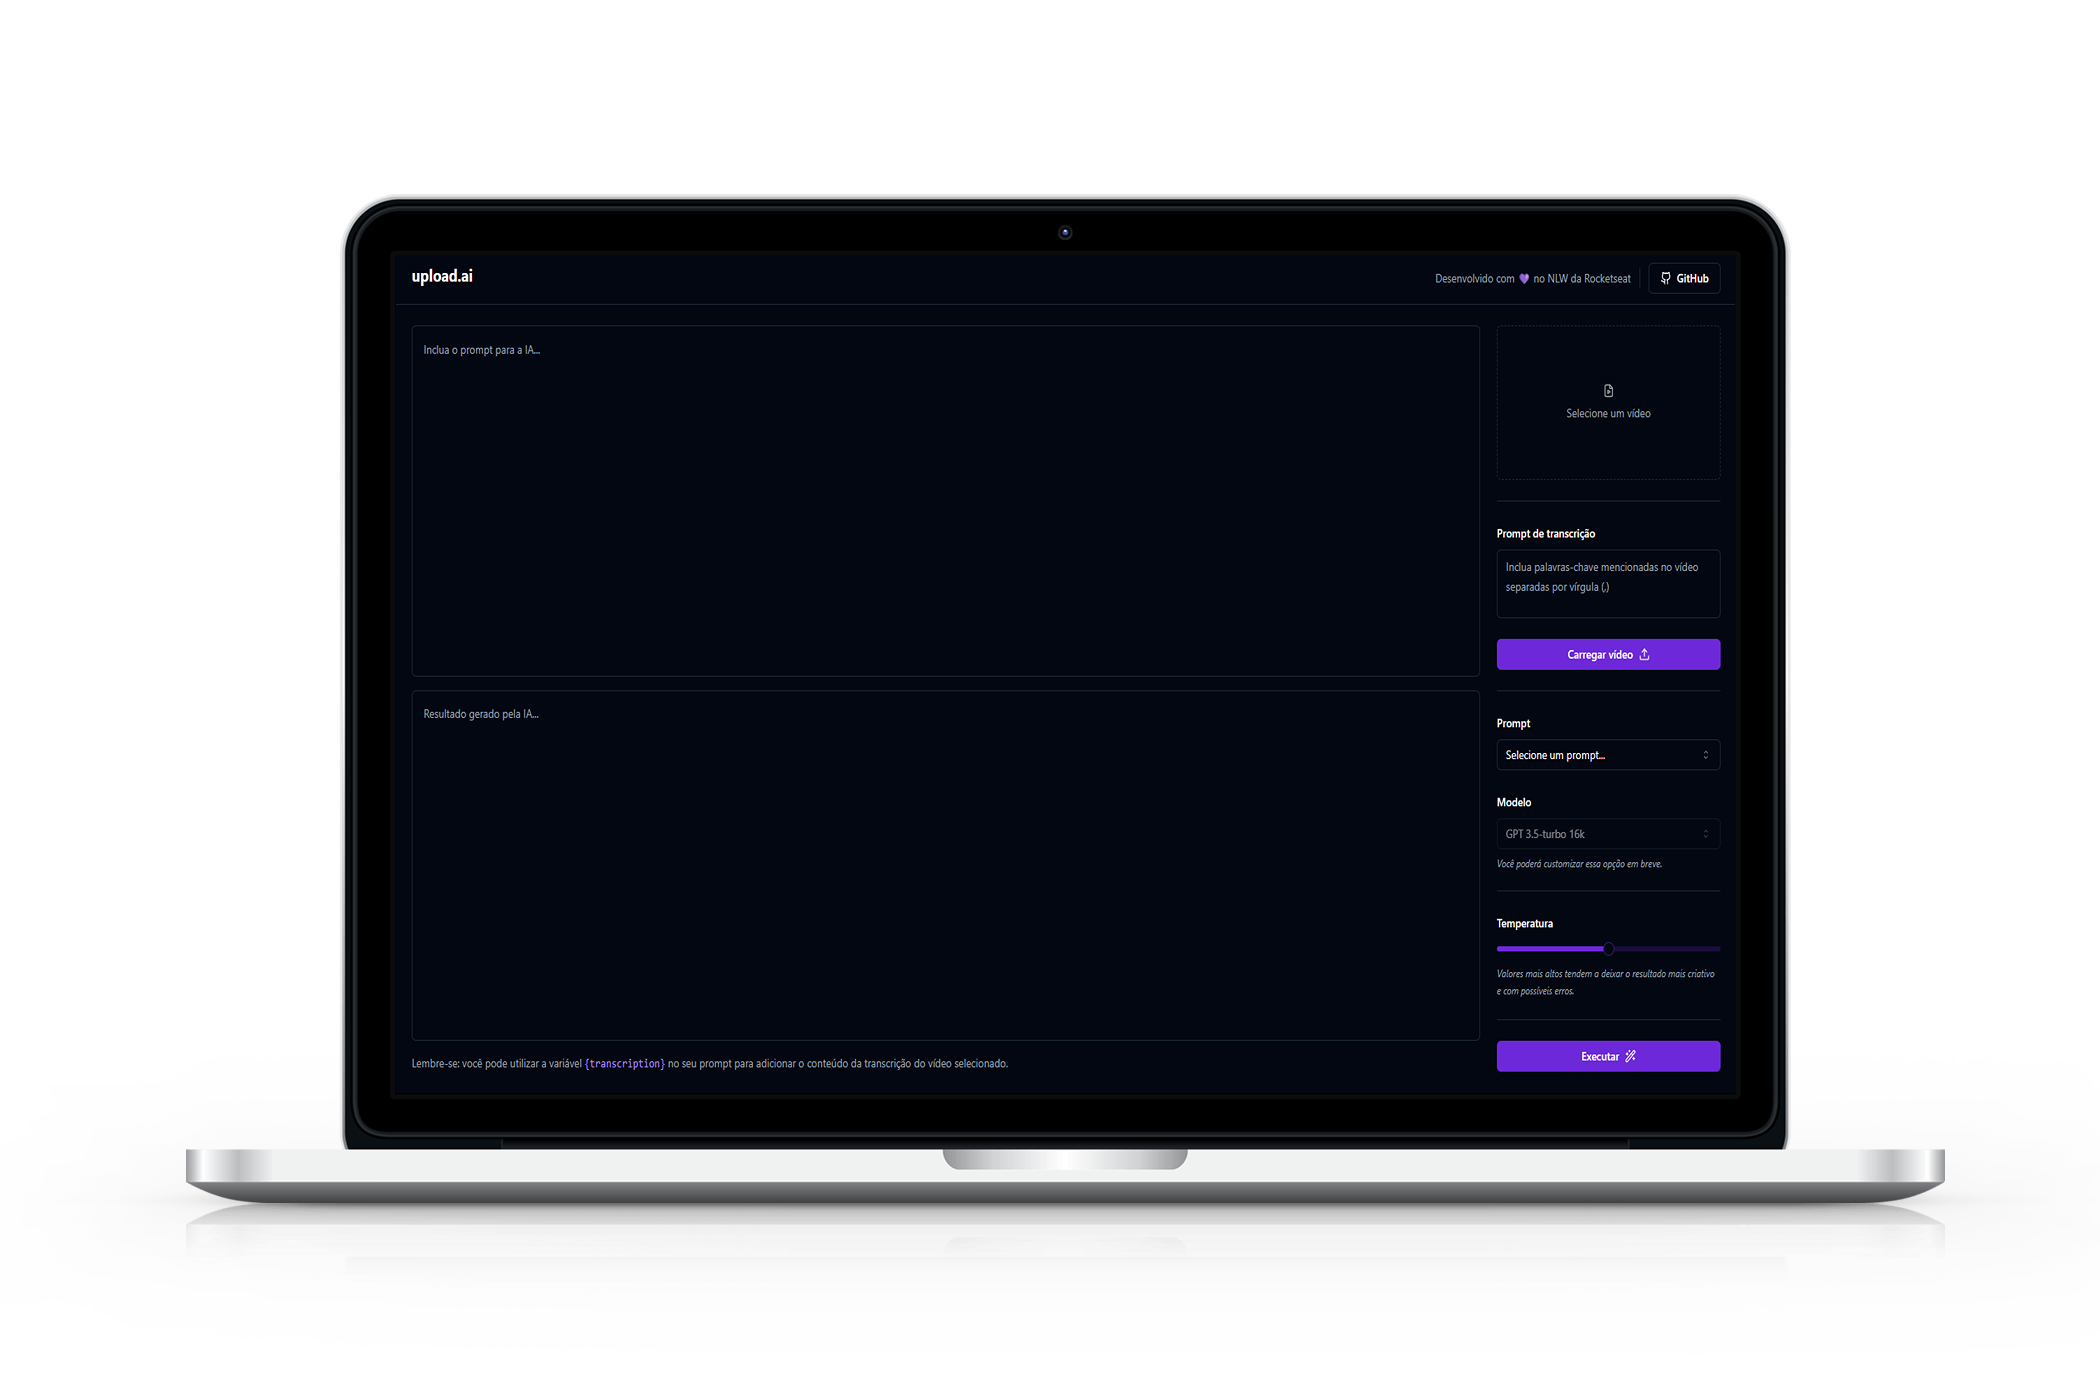 upload.ai
Desenvolvido com 💜 no NLW da Rocketseat
GitHub
Inclua o prompt para a IA...
Resultado gerado pela IA...
Lembre-se: você pode utilizar a variável {transcription} no seu prompt para adicionar o conteúdo da transcrição do vídeo selecionado.
Selecione um vídeo
Prompt de transcrição
Inclua palavras-chave mencionadas no vídeo
separadas por vírgula (,)
Carregar vídeo
Prompt
Selecione um prompt...
Modelo
GPT 3.5-turbo 16k
Você poderá customizar essa opção em breve.
Temperatura
Valores mais altos tendem a deixar o resultado mais criativo
e com possíveis erros.
Executar